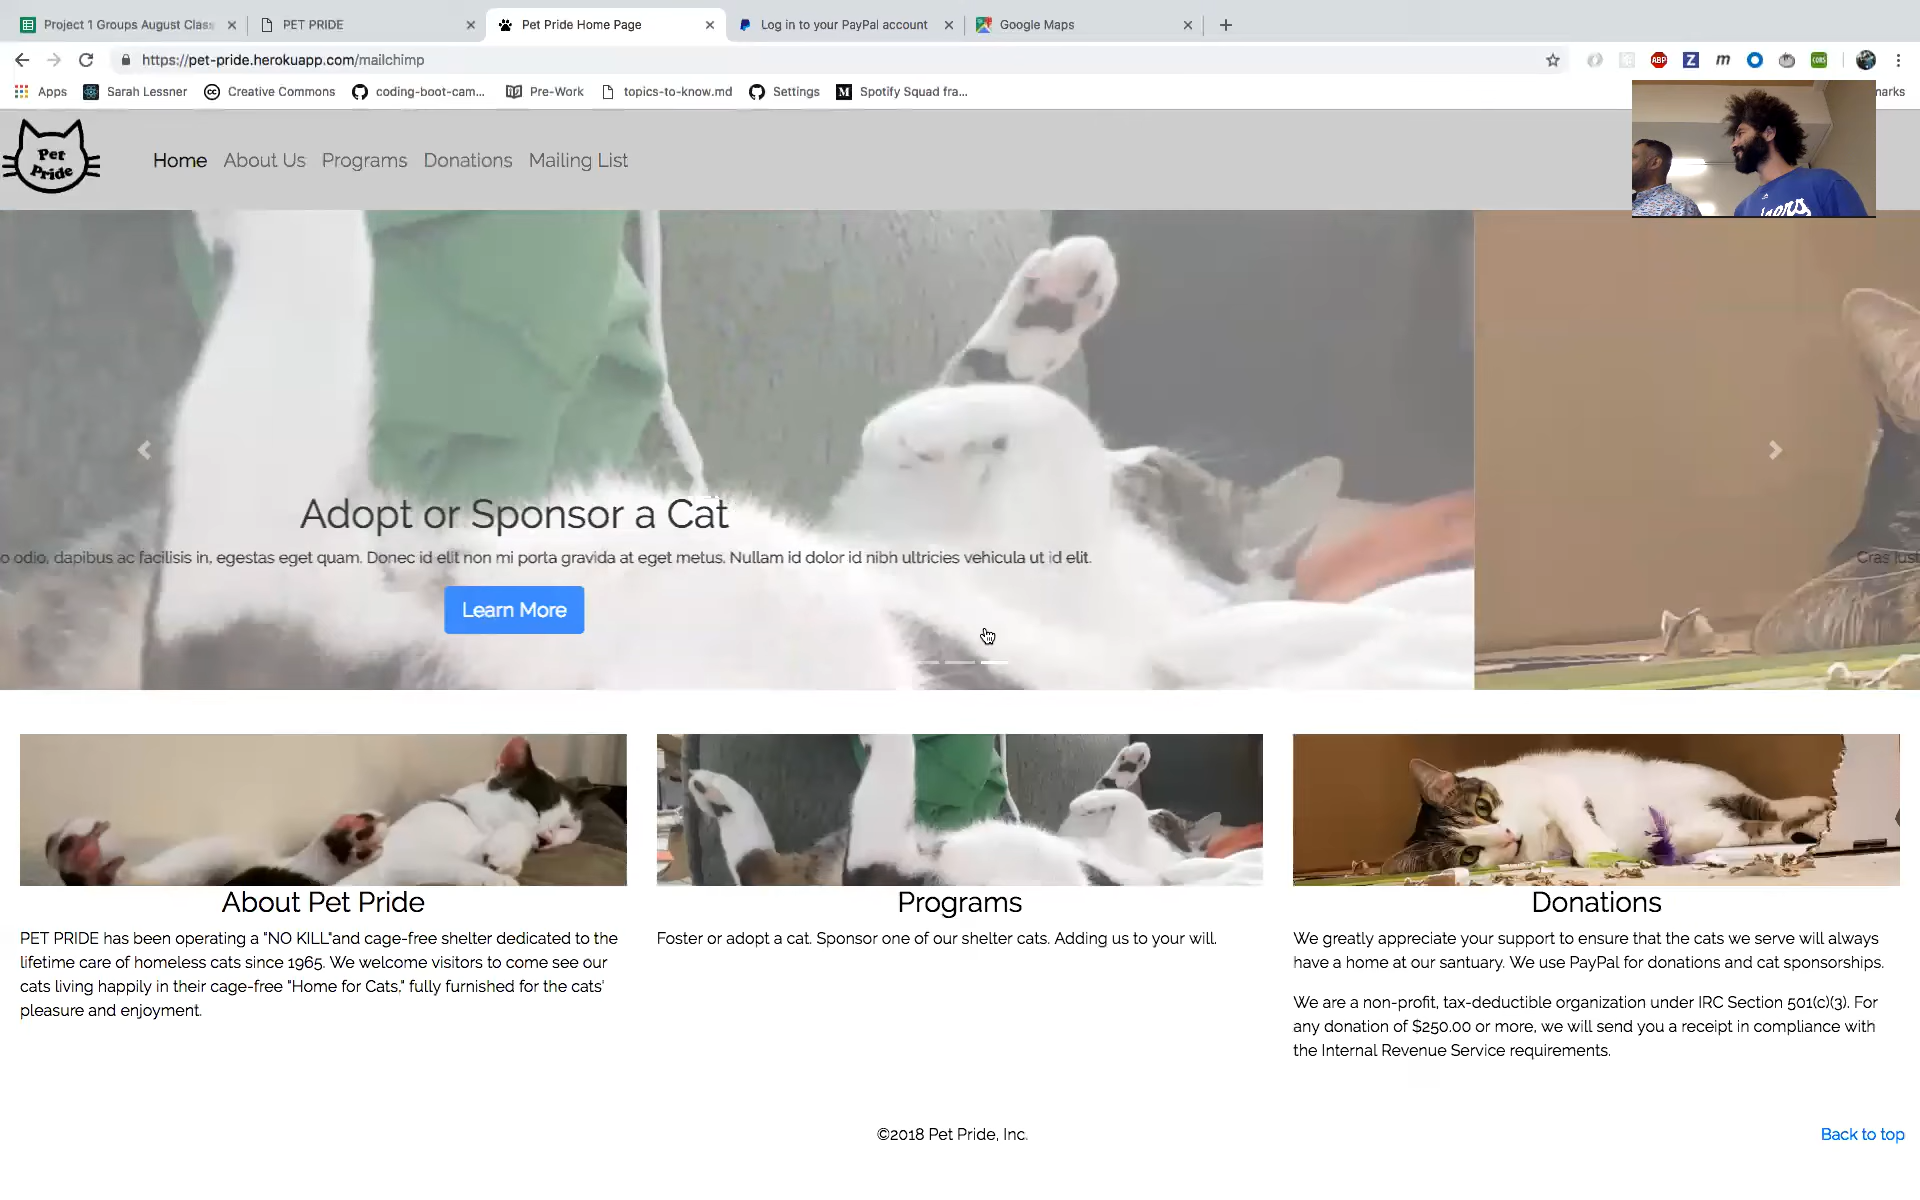 Project 1 Groups August Class
PET PRIDE
Pet Pride Home Page
Log in to your PayPal account
Google Maps
https://pet-pride.herokuapp.com/mailchimp
ABP
Z
m
CORS
Apps
Sarah Lessner
Creative Commons
coding-boot-cam...
Pre-Work
topics-to-know.md
Settings
M
Spotify Squad fra...
Pet
Pride
Home
About Us
Programs
Donations
Mailing List
Adopt or Sponsor a Cat
o odio, dapibus ac facilisis in, egestas eget quam. Donec id elit non mi porta gravida at eget metus. Nullam id dolor id nibh ultricies vehicula ut id elit.
Cras just
Learn More
About Pet Pride
PET PRIDE has been operating a "NO KILL"and cage-free shelter dedicated to the
lifetime care of homeless cats since 1965. We welcome visitors to come see our
cats living happily in their cage-free "Home for Cats," fully furnished for the cats'
pleasure and enjoyment.
Programs
Foster or adopt a cat. Sponsor one of our shelter cats. Adding us to your will.
Donations
We greatly appreciate your support to ensure that the cats we serve will always
have a home at our santuary. We use PayPal for donations and cat sponsorships.
We are a non-profit, tax-deductible organization under IRC Section 501(c)(3). For
any donation of $250.00 or more, we will send you a receipt in compliance with
the Internal Revenue Service requirements.
©2018 Pet Pride, Inc.
Back to top